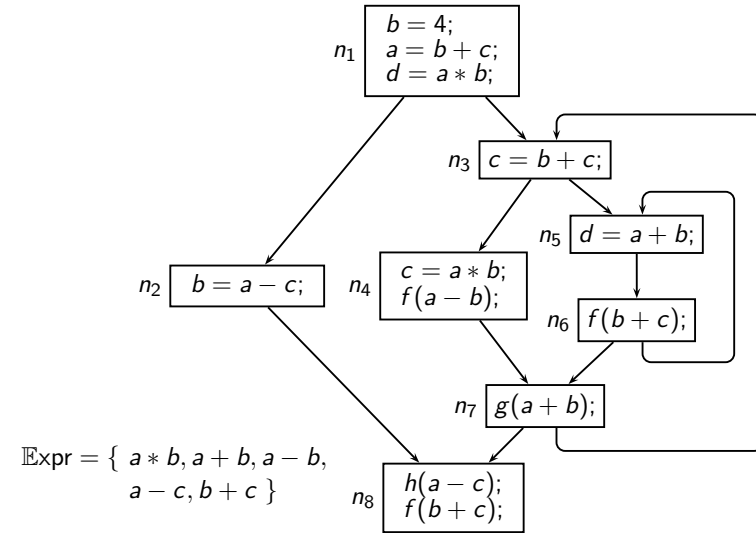 n1
b = 4;
a = b + c;
d = a ∗ b;
n3
c = b + c;
n5
d = a + b;
n2
b = a − c;
n4
c = a ∗ b;
f(a − b);
n6
f(b + c);
n7
g(a + b);
𝔼xpr = { a ∗ b, a + b, a − b,
a − c, b + c }
n8
h(a − c);
f(b + c);